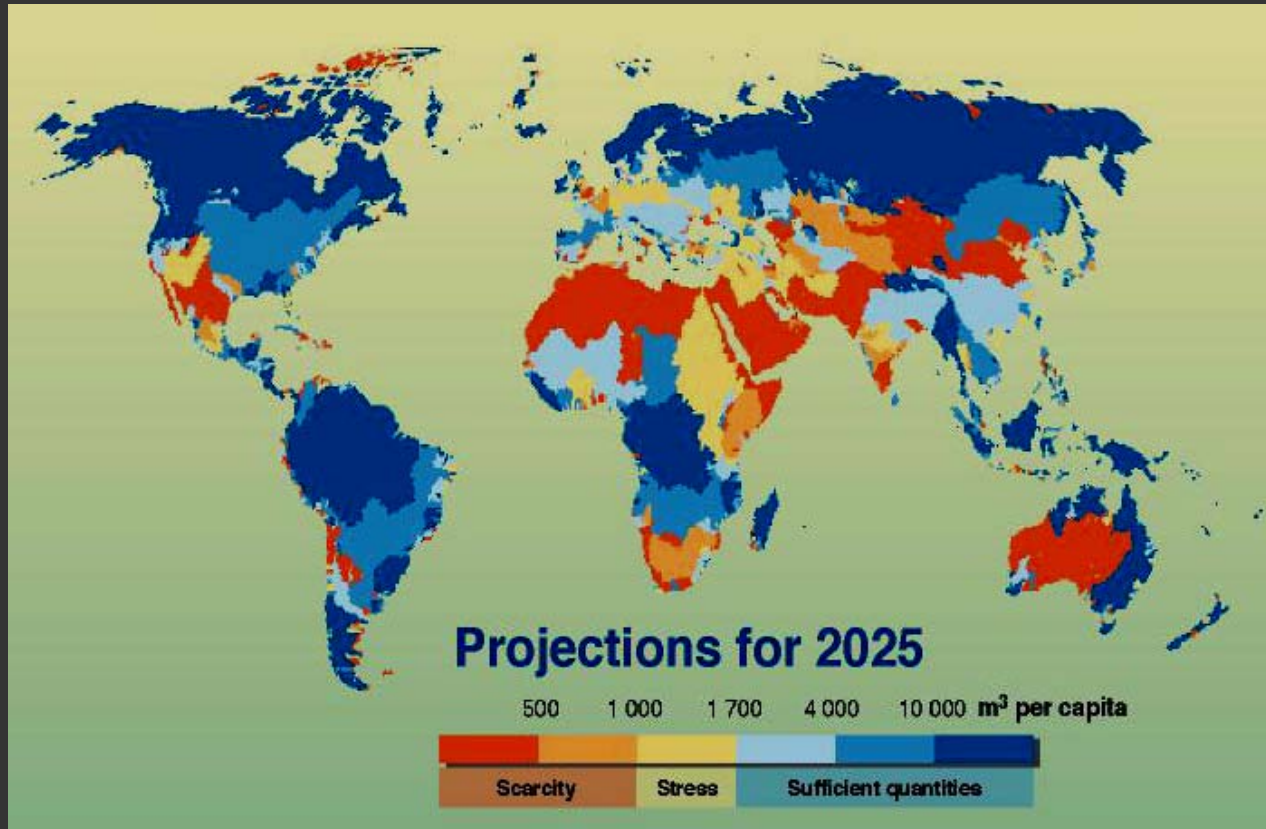 Projections for 2025
500 1 000 1 700 4 000 10 000 m³ per capita
Scarcity Stress Sufficient quantities